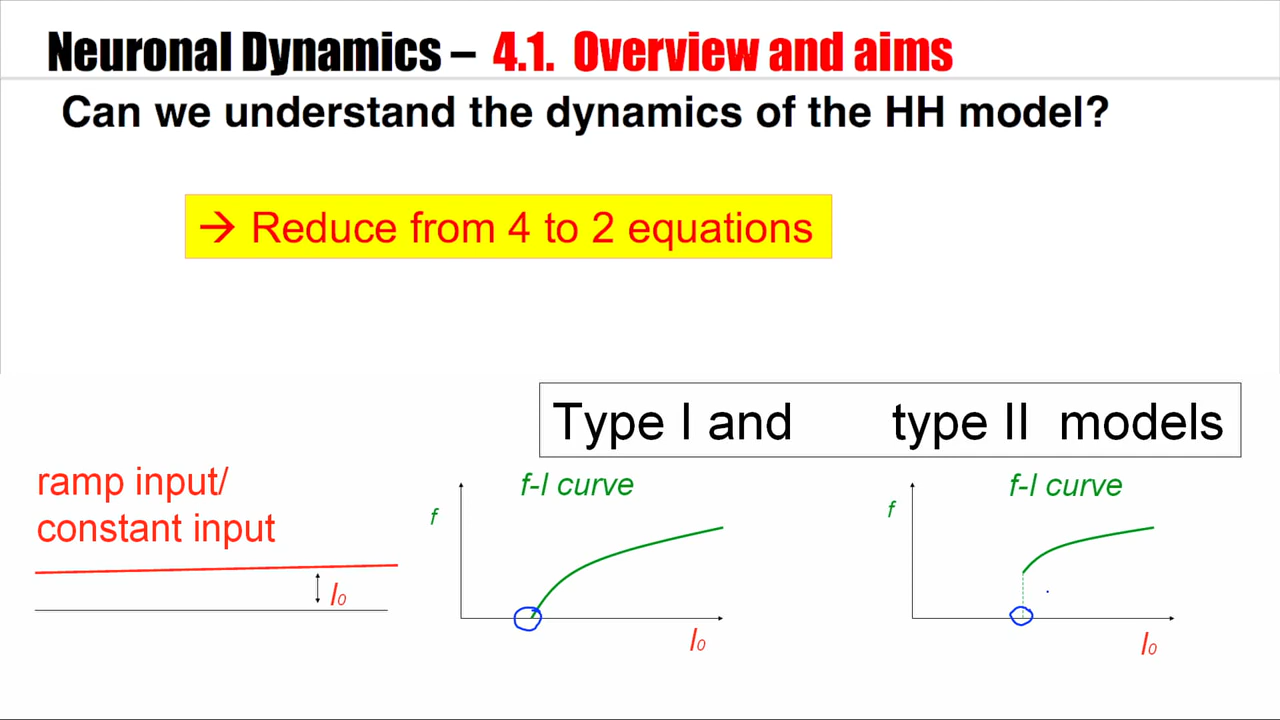 Neuronal Dynamics – 4.1. Overview and aims
Can we understand the dynamics of the HH model?
→ Reduce from 4 to 2 equations
Type I and type II models
ramp input/
constant input
I0
f-I curve
f
I0
f-I curve
f
I0